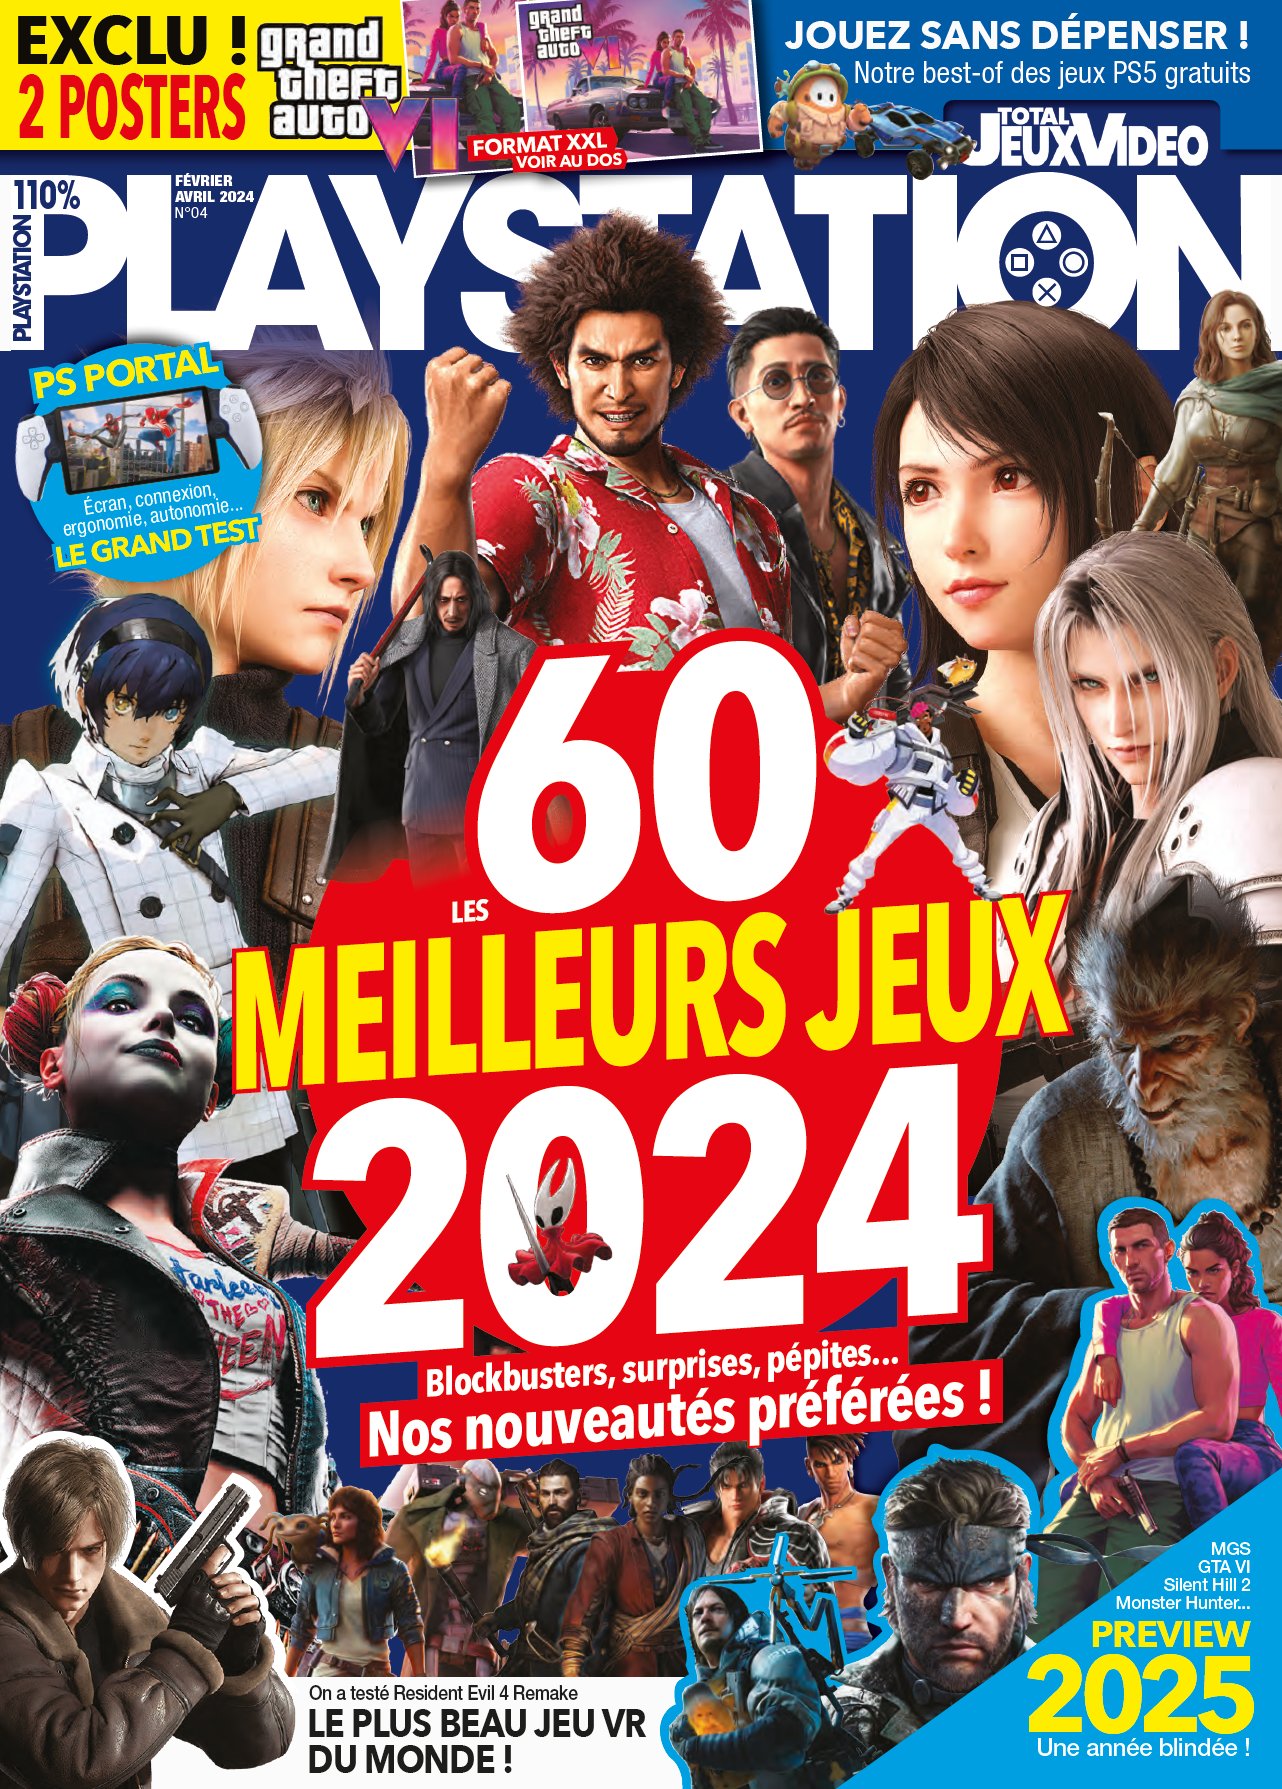 EXCLU !
2 POSTERS
grand
theft
auto
VI
grand
theft
auto
VI
FORMAT XXL
VOIR AU DOS
JOUEZ SANS DÉPENSER !
Notre best-of des jeux PS5 gratuits
TOTAL
JEUXVIDEO
110%
PLAYSTATION
FÉVRIER
AVRIL 2024
N°04
PLAYSTATION
PS PORTAL
Écran, connexion,
ergonomie, autonomie...
LE GRAND TEST
LES 60
MEILLEURS JEUX
2024
Blockbusters, surprises, pépites...
Nos nouveautés préférées !
THE
QUEEN
On a testé Resident Evil 4 Remake
LE PLUS BEAU JEU VR
DU MONDE !
MGS
GTA VI
Silent Hill 2
Monster Hunter...
PREVIEW
2025
Une année blindée !